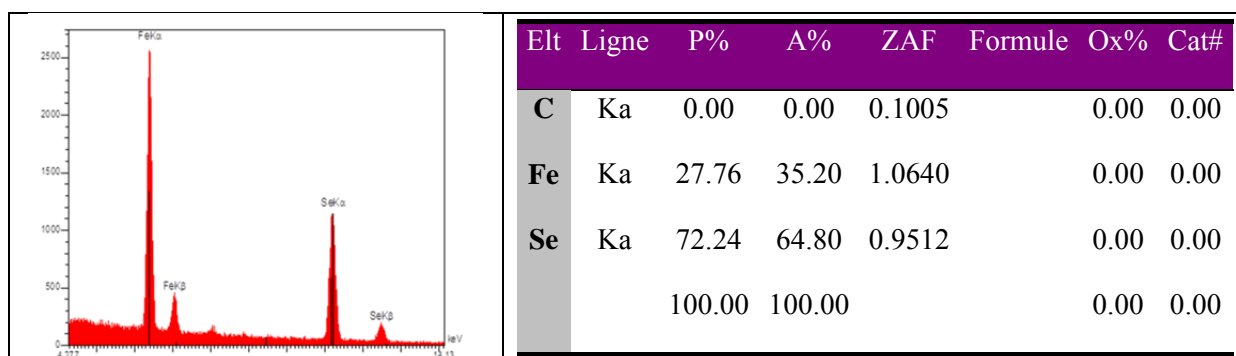 FeKα
2500
2000
1500
SeKα
1000
500
FeKβ
SeKβ
0
keV
Elt Ligne P% A% ZAF Formule Ox% Cat#
C Ka 0.00 0.00 0.1005 0.00 0.00
Fe Ka 27.76 35.20 1.0640 0.00 0.00
Se Ka 72.24 64.80 0.9512 0.00 0.00
100.00 100.00 0.00 0.00